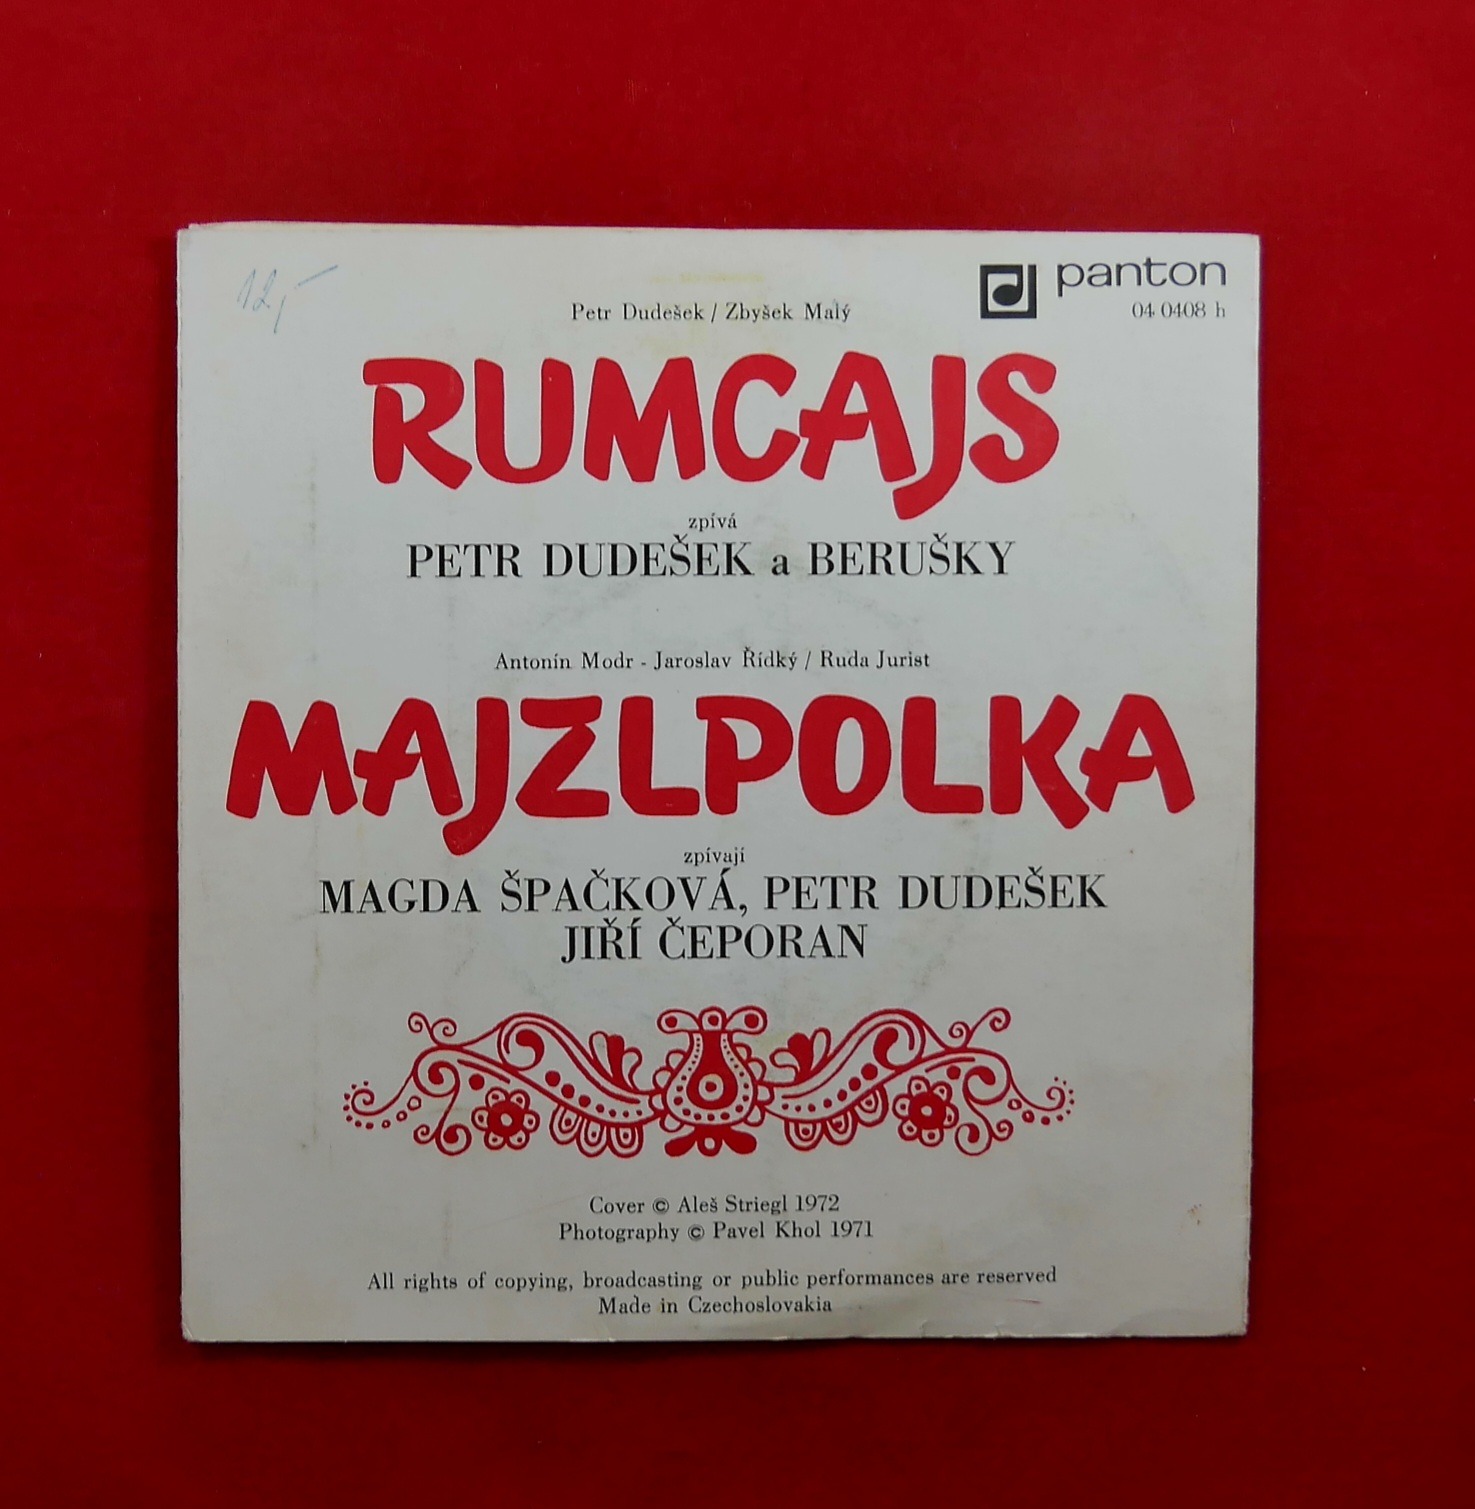 12,-
panton
04 0408 h
Petr Dudešek / Zbyšek Malý
RUMCAJS
zpívá
PETR DUDEŠEK a BERUŠKY
Antonín Modr - Jaroslav Řídký / Ruda Jurist
MAJZLPOLKA
zpívají
MAGDA ŠPAČKOVÁ, PETR DUDEŠEK
JIŘÍ ČEPORAN
Cover © Aleš Striegl 1972
Photography © Pavel Khol 1971
All rights of copying, broadcasting or public performances are reserved
Made in Czechoslovakia